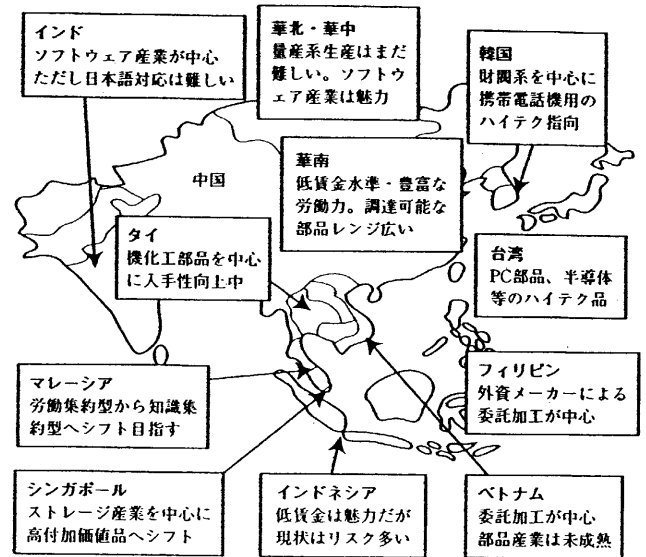 インド
ソフトウェア産業が中心
ただし日本語対応は難しい
華北・華中
量産系生産はまだ
難しい。ソフトウ
ェア産業は魅力
韓国
財閥系を中心に
携帯電話機用の
ハイテク指向
中国
華南
低賃金水準・豊富な
労働力。調達可能な
部品レンジ広い
タイ
機化工部品を中心
に入手性向上中
台湾
PC部品、半導体
等のハイテク品
マレーシア
労働集約型から知識集
約型へシフト目指す
フィリピン
外資メーカーによる
委託加工が中心
シンガポール
ストレージ産業を中心に
高付加価値品へシフト
インドネシア
低賃金は魅力だが
現状はリスク多い
ベトナム
委託加工が中心
部品産業は未成熟